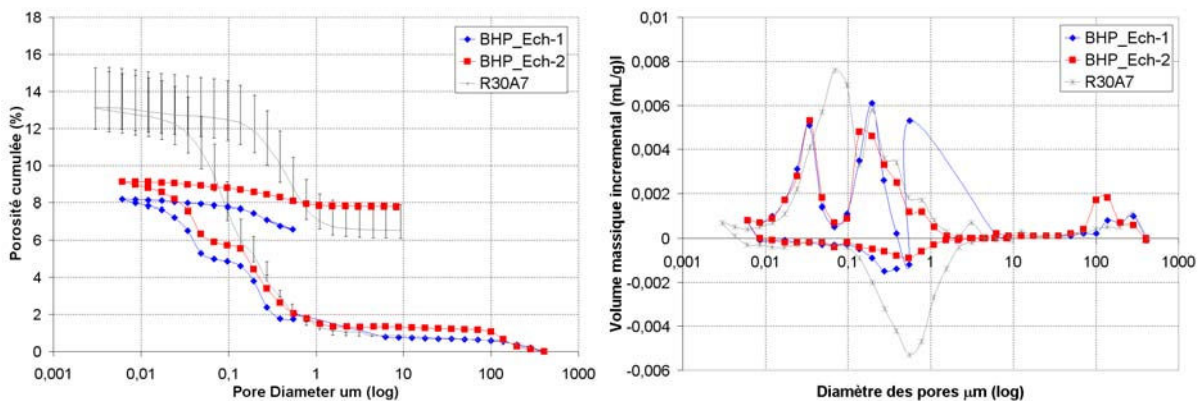 18
16
14
12
10
8
6
4
2
0
Porosité cumulée (%)
BHP_Ech-1
BHP_Ech-2
R30A7
0,001 0,01 0,1 1 10 100 1000
Pore Diameter um (log)
0,01
0,008
0,006
0,004
0,002
0
-0,002
-0,004
-0,006
Volume massique incremental (mL/g)l
BHP_Ech-1
BHP_Ech-2
R30A7
0,001 0,01 0,1 1 10 100 1000
Diamètre des pores µm (log)